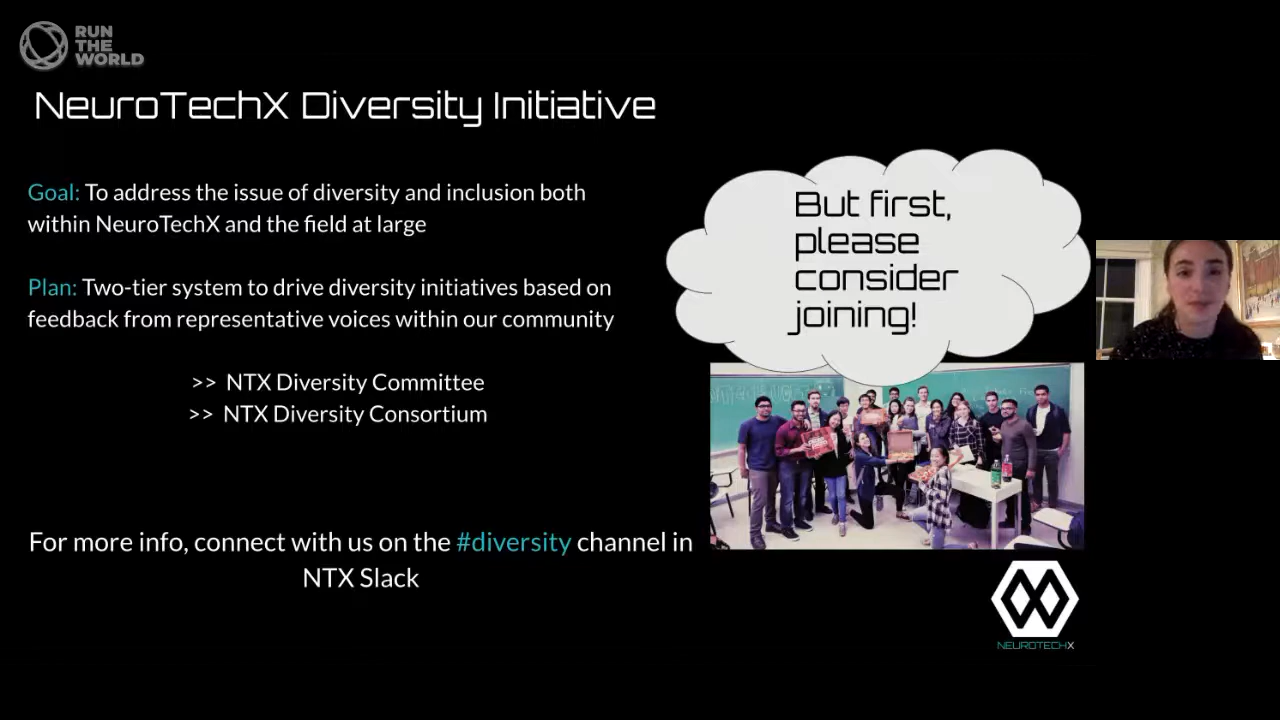 RUN
THE
WORLD
NeuroTechX Diversity Initiative
Goal: To address the issue of diversity and inclusion both
within NeuroTechX and the field at large
Plan: Two-tier system to drive diversity initiatives based on
feedback from representative voices within our community
>> NTX Diversity Committee
>> NTX Diversity Consortium
For more info, connect with us on the #diversity channel in
NTX Slack
But first,
please
consider
joining!
NEUROTECHX